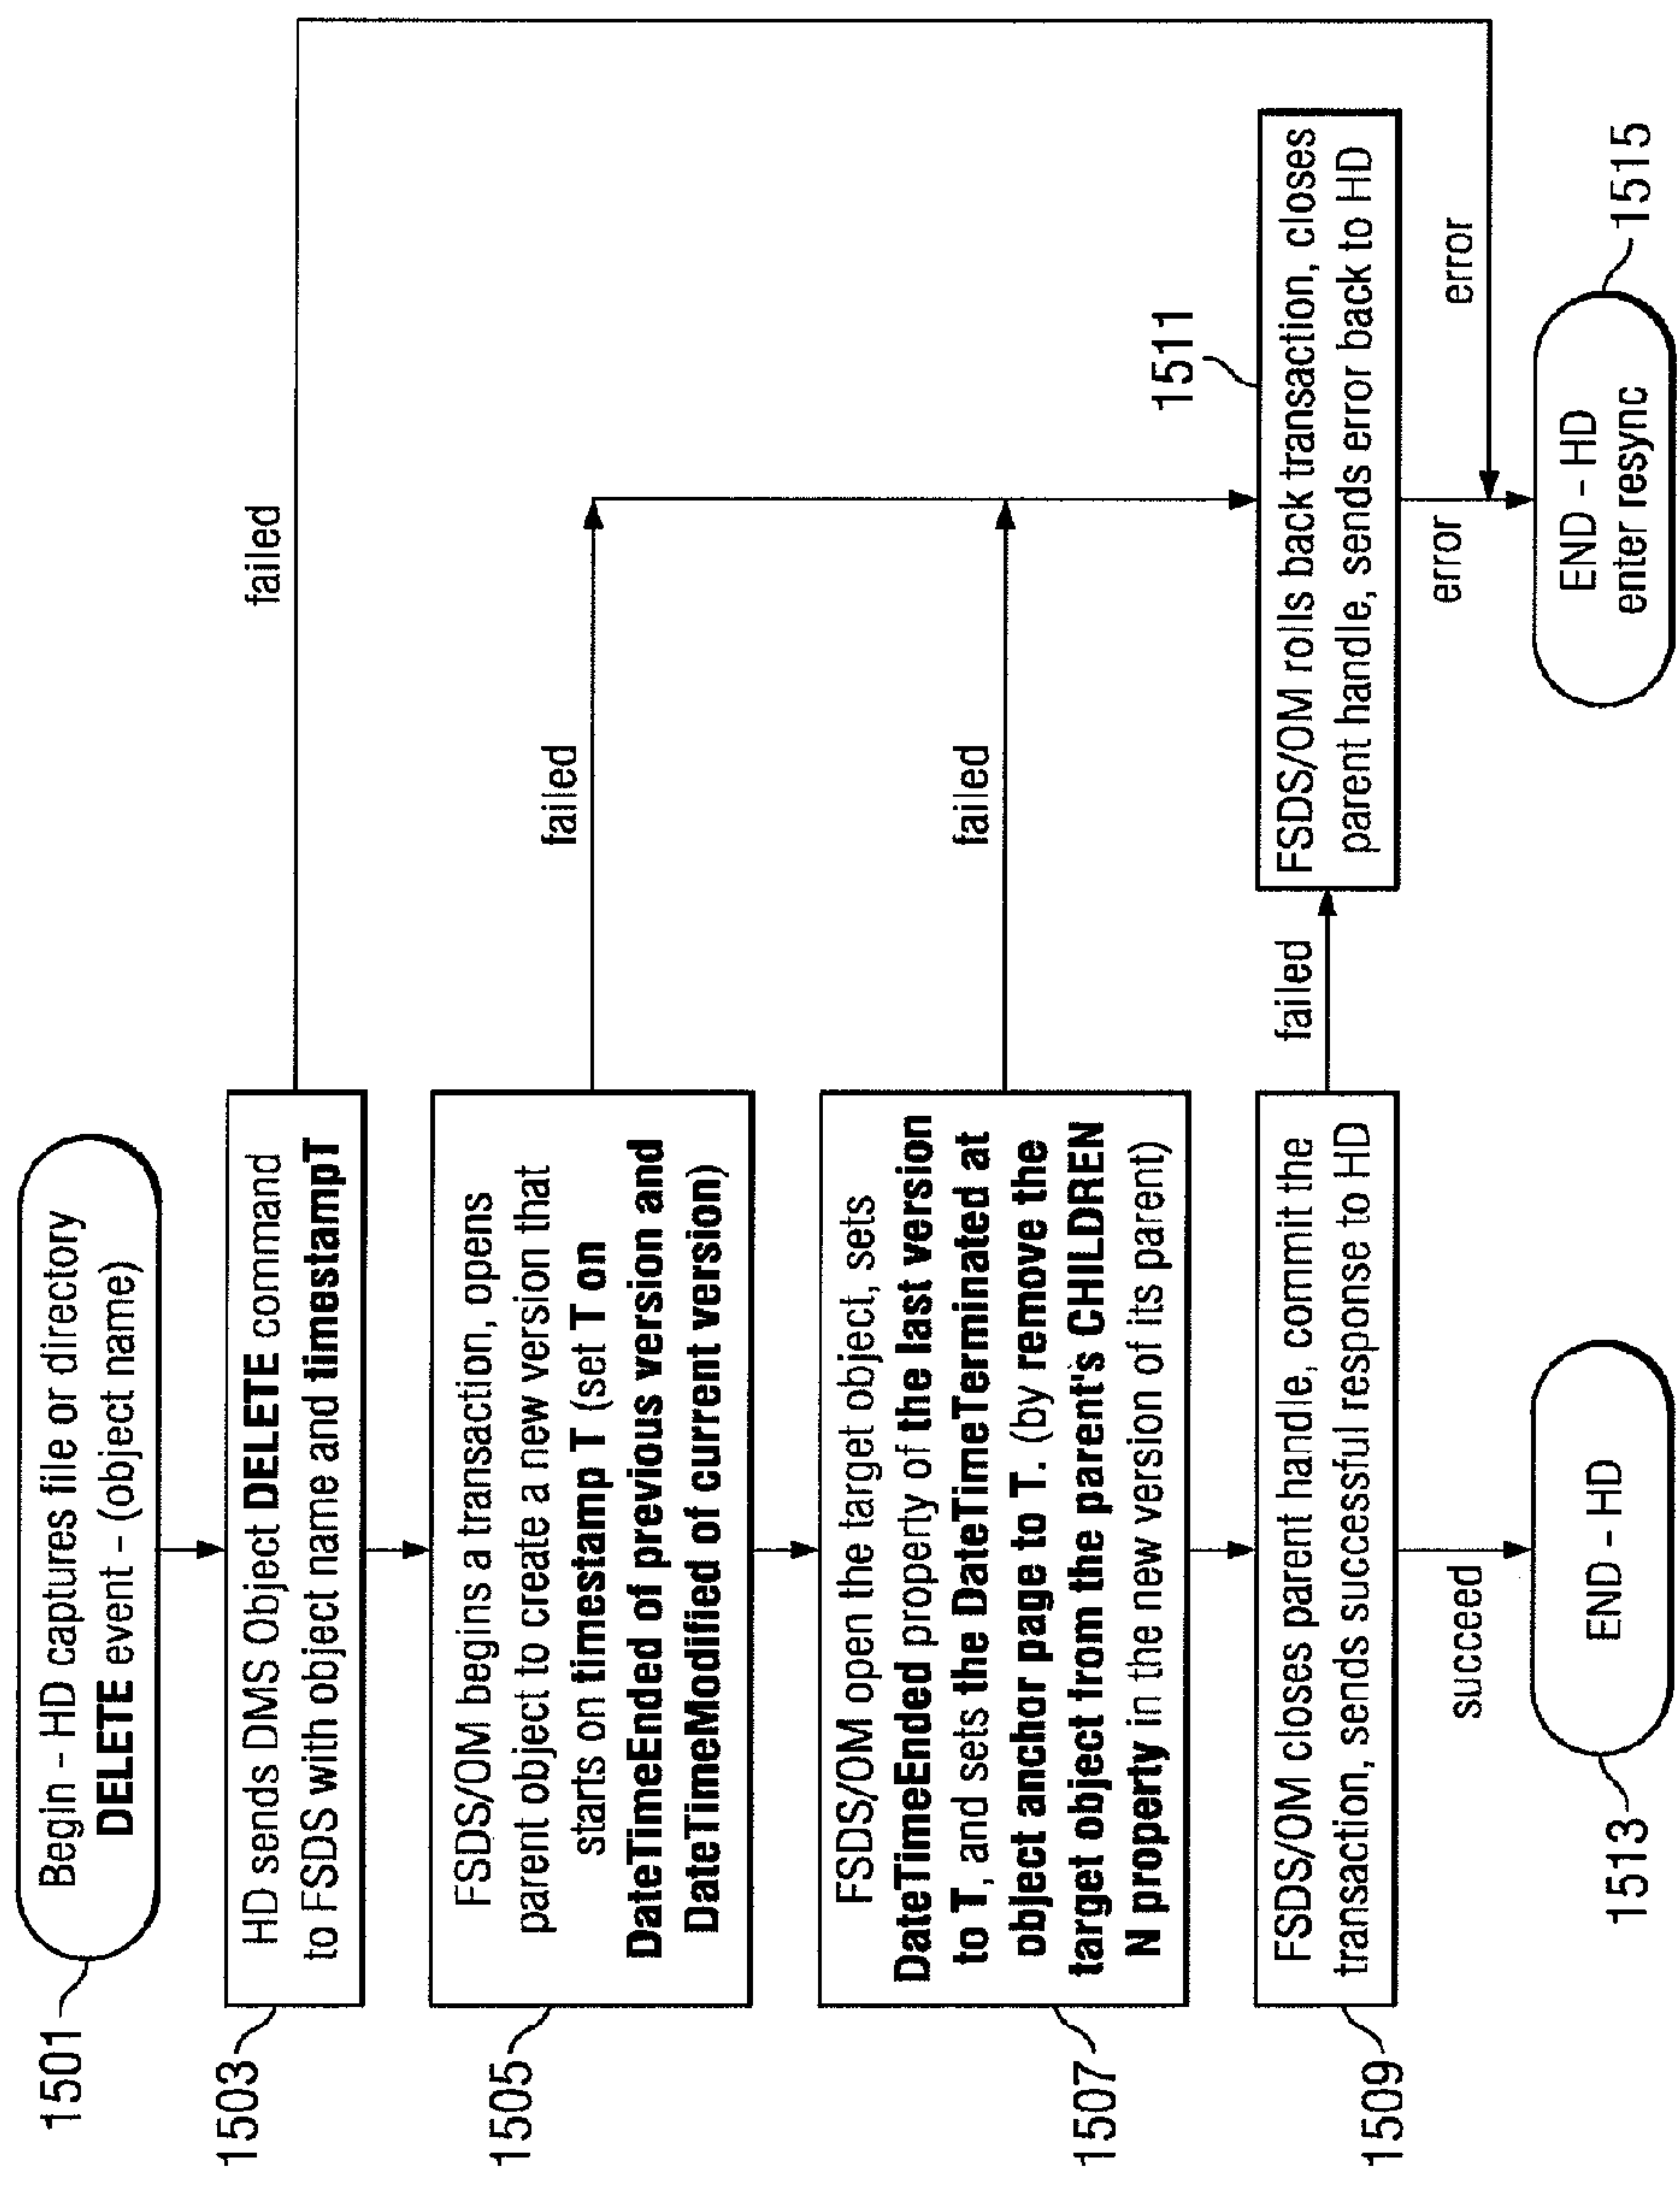 1501
Begin - HD captures file or directory
DELETE event - (object name)
1503
HD sends DMS Object DELETE command
to FSDS with object name and timestampT
failed
1505
FSDS/OM begins a transaction, opens
parent object to create a new version that
starts on timestamp T (set T on
DateTimeEnded of previous version and
DateTimeModified of current version)
failed
1507
FSDS/OM open the target object, sets
DateTimeEnded property of the last version
to T, and sets the DateTimeTerminated at
object anchor page to T. (by remove the
target object from the parent's CHILDREN
N property in the new version of its parent)
failed
1509
FSDS/OM closes parent handle, commit the
transaction, sends successful response to HD
failed
1511
FSDS/OM rolls back transaction, closes
parent handle, sends error back to HD
succeed
error
error
1513
END - HD
END - HD
enter resync
1515